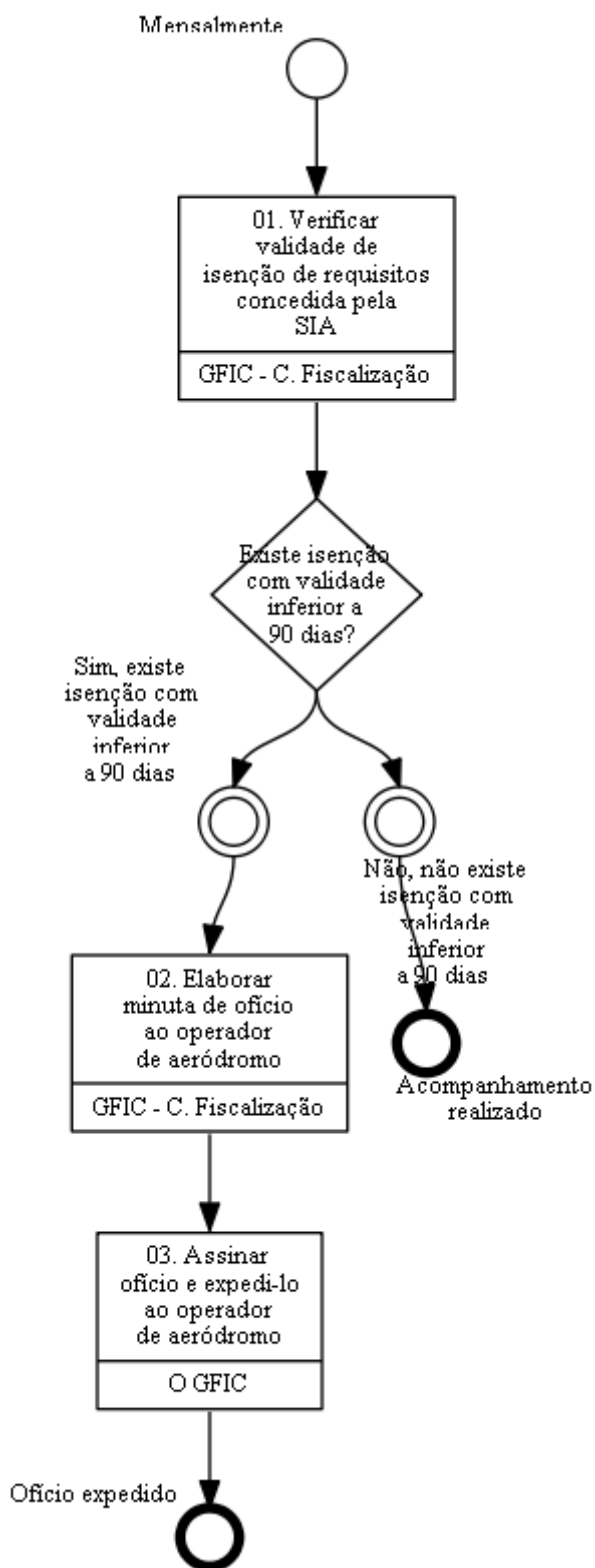 Mensalmente
01. Verificar
validade de
isenção de requisitos
concedida pela
SIA
GFIC - C. Fiscalização
Existe isenção
com validade
inferior a
90 dias?
Sim, existe
isenção com
validade
inferior
a 90 dias
Não, não existe
isenção com
validade
inferior
a 90 dias
02. Elaborar
minuta de ofício
ao operador
de aeródromo
GFIC - C. Fiscalização
Acompanhamento
realizado
03. Assinar
ofício e expedi-lo
ao operador
de aeródromo
O GFIC
Ofício expedido